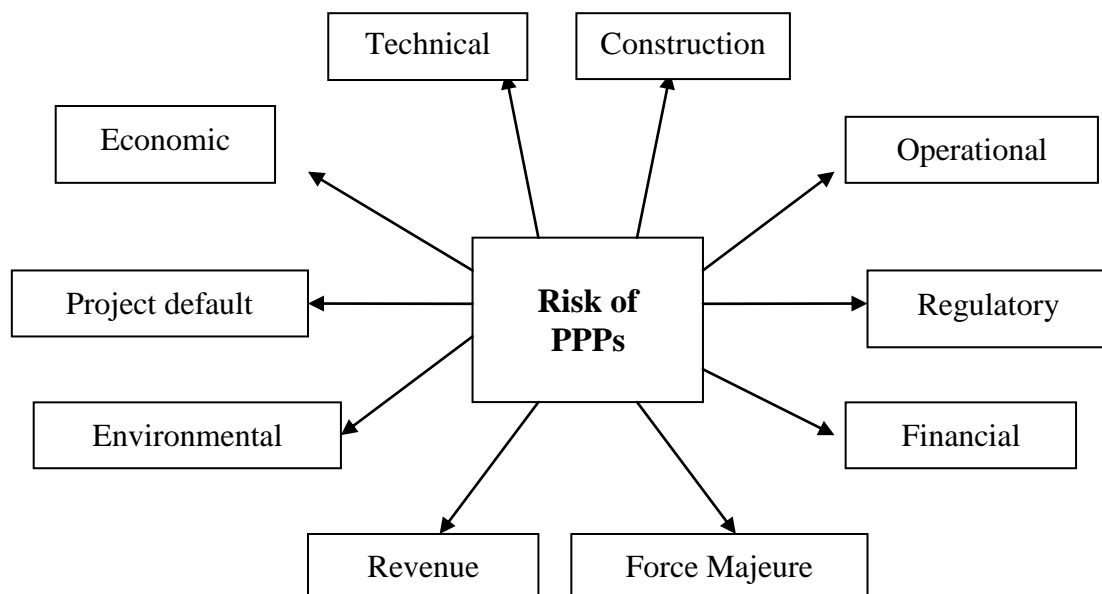 Technical
Construction
Economic
Operational
Risk of
PPPs
Project default
Regulatory
Environmental
Financial
Revenue
Force Majeure